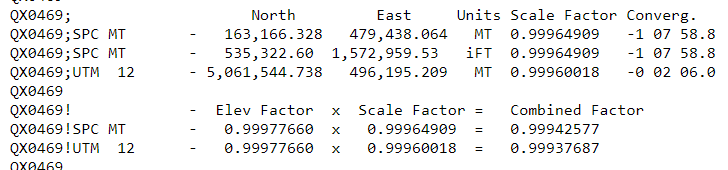 QX0469;                     North         East     Units Scale Factor Converg.
QX0469;SPC MT       -   163,166.328   479,438.064   MT  0.99964909   -1 07 58.8
QX0469;SPC MT       -   535,322.60  1,572,959.53   iFT  0.99964909   -1 07 58.8
QX0469;UTM  12      - 5,061,544.738   496,195.209   MT  0.99960018   -0 02 06.0
QX0469
QX0469!             -  Elev Factor  x  Scale Factor =   Combined Factor
QX0469!SPC MT       -   0.99977660  x   0.99964909  =   0.99942577
QX0469!UTM  12      -   0.99977660  x   0.99960018  =   0.99937687
QX0469